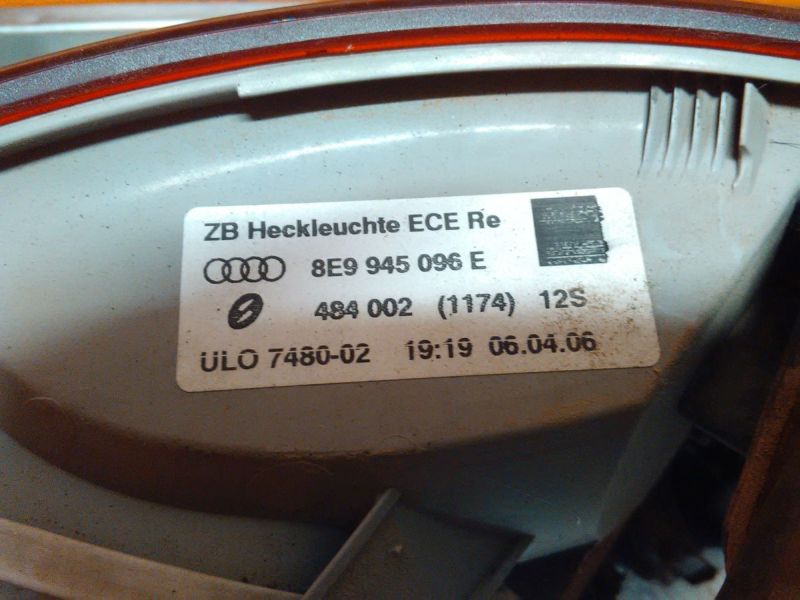 ZB Heckleuchte ECE Re
8E9 945 096 E
484 002 (1174) 12S
ULO 7480-02 19:19 06.04.06